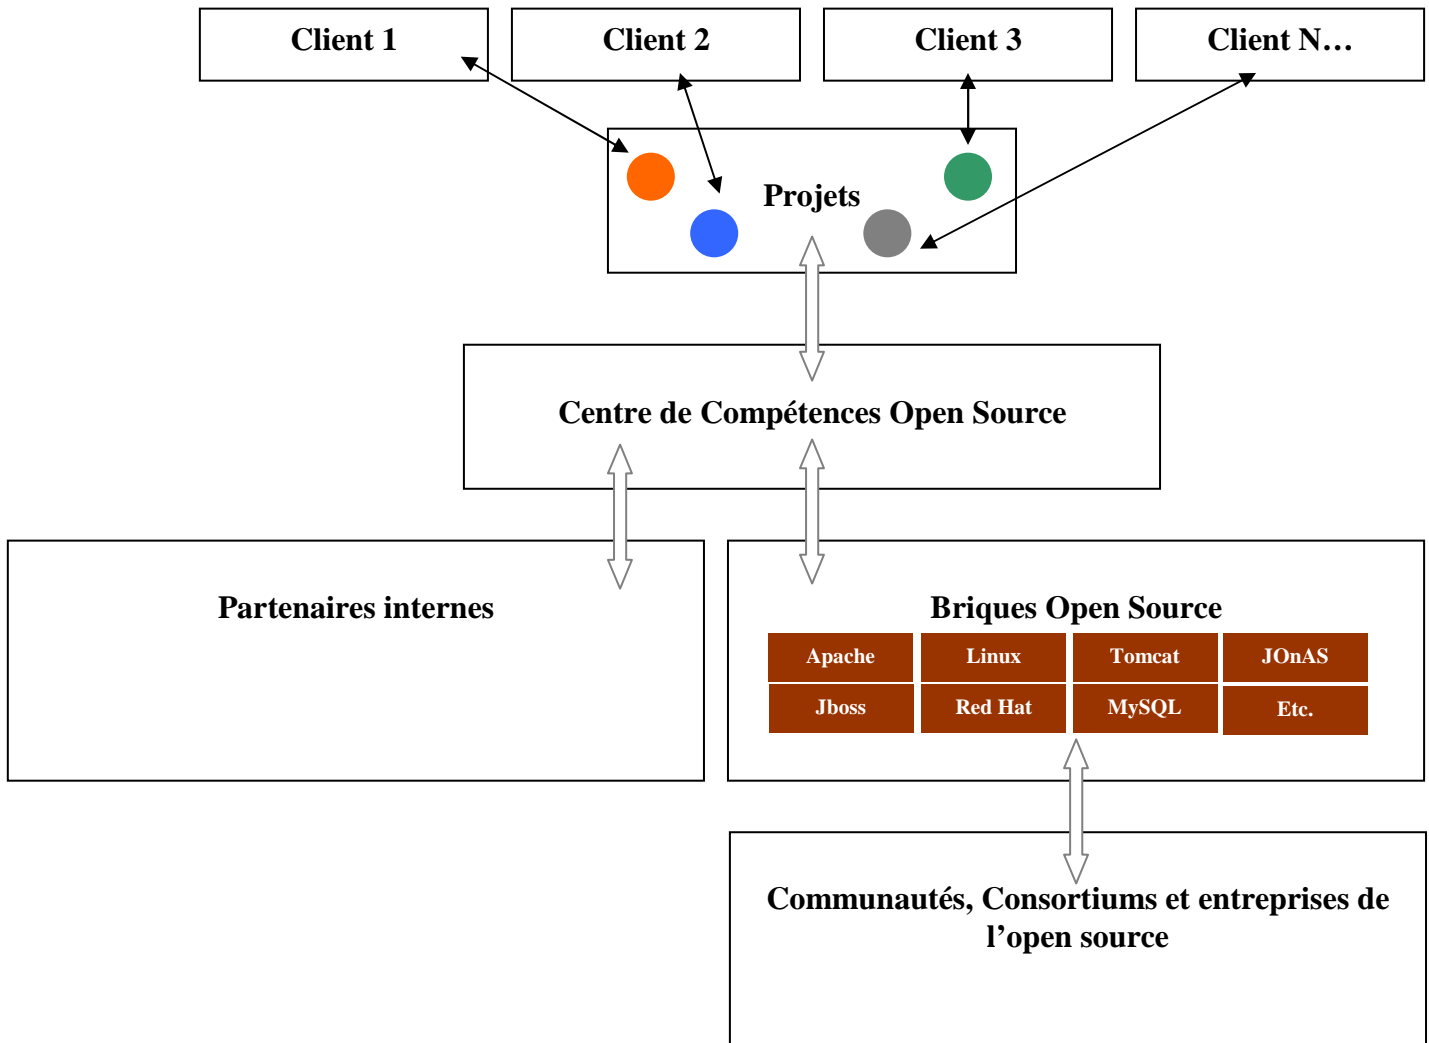 Client 1
Client 2
Client 3
Client N…
Projets
Centre de Compétences Open Source
Partenaires internes
Briques Open Source
Apache
Linux
Tomcat
JOnAS
Jboss
Red Hat
MySQL
Etc.
Communautés, Consortiums et entreprises de
l’open source